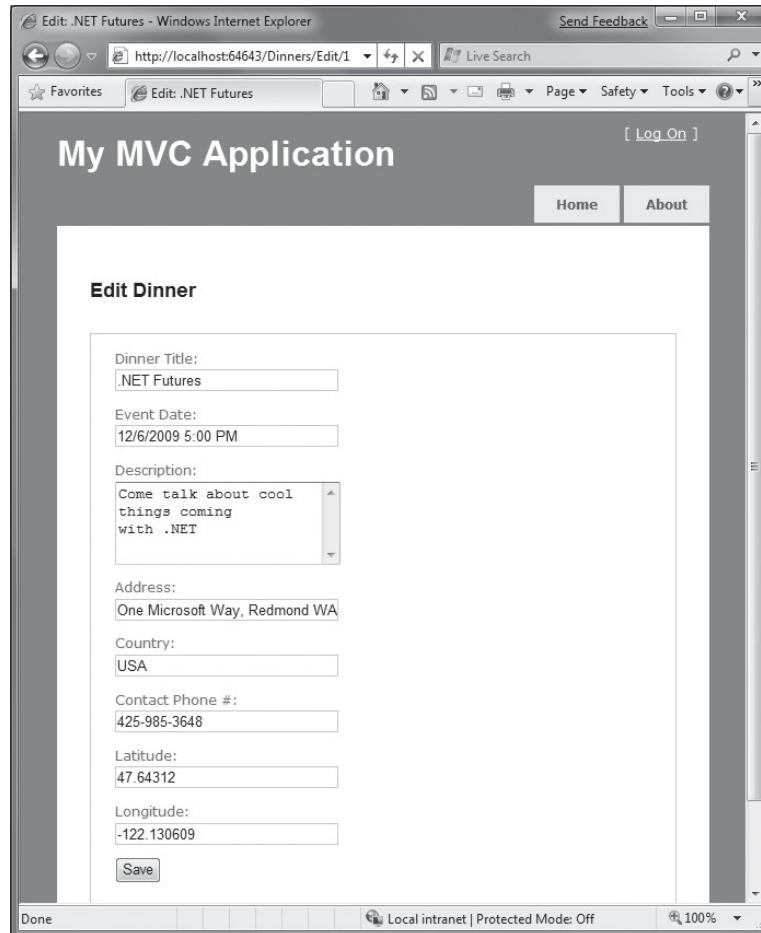 Edit: .NET Futures - Windows Internet Explorer
Send Feedback
http://localhost:64643/Dinners/Edit/1
Live Search
Favorites
Edit: .NET Futures
Page
Safety
Tools
[ Log On ]
My MVC Application
Home
About
Edit Dinner
Dinner Title:
.NET Futures
Event Date:
12/6/2009 5:00 PM
Description:
Come talk about cool
things coming
with .NET
Address:
One Microsoft Way, Redmond WA
Country:
USA
Contact Phone #:
425-985-3648
Latitude:
47.64312
Longitude:
-122.130609
Save
Done
Local intranet | Protected Mode: Off
100%